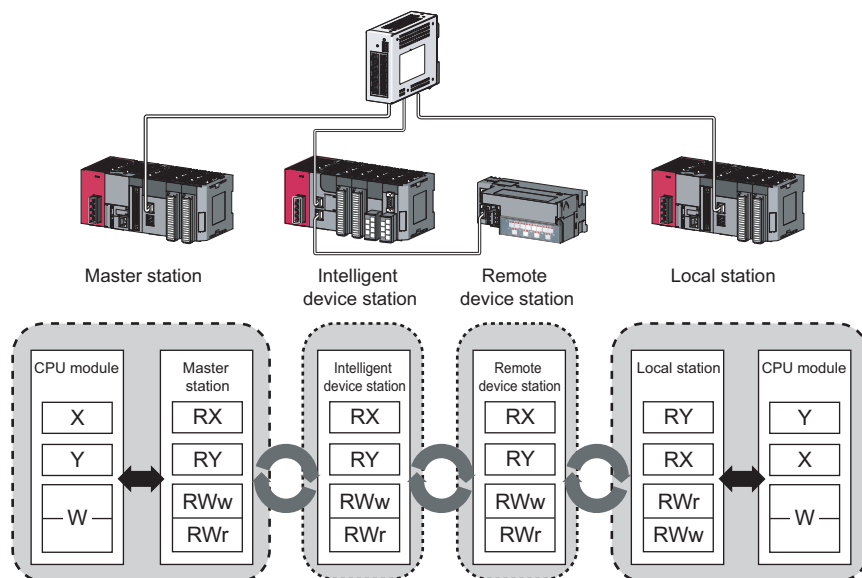 Master station
Intelligent
device station
Remote
device station
Local station
CPU module
X
Y
W
Master
station
RX
RY
RWw
RWr
Intelligent
device station
RX
RY
RWw
RWr
Remote
device station
RX
RY
RWw
RWr
Local station
RY
RX
RWr
RWw
CPU module
Y
X
W